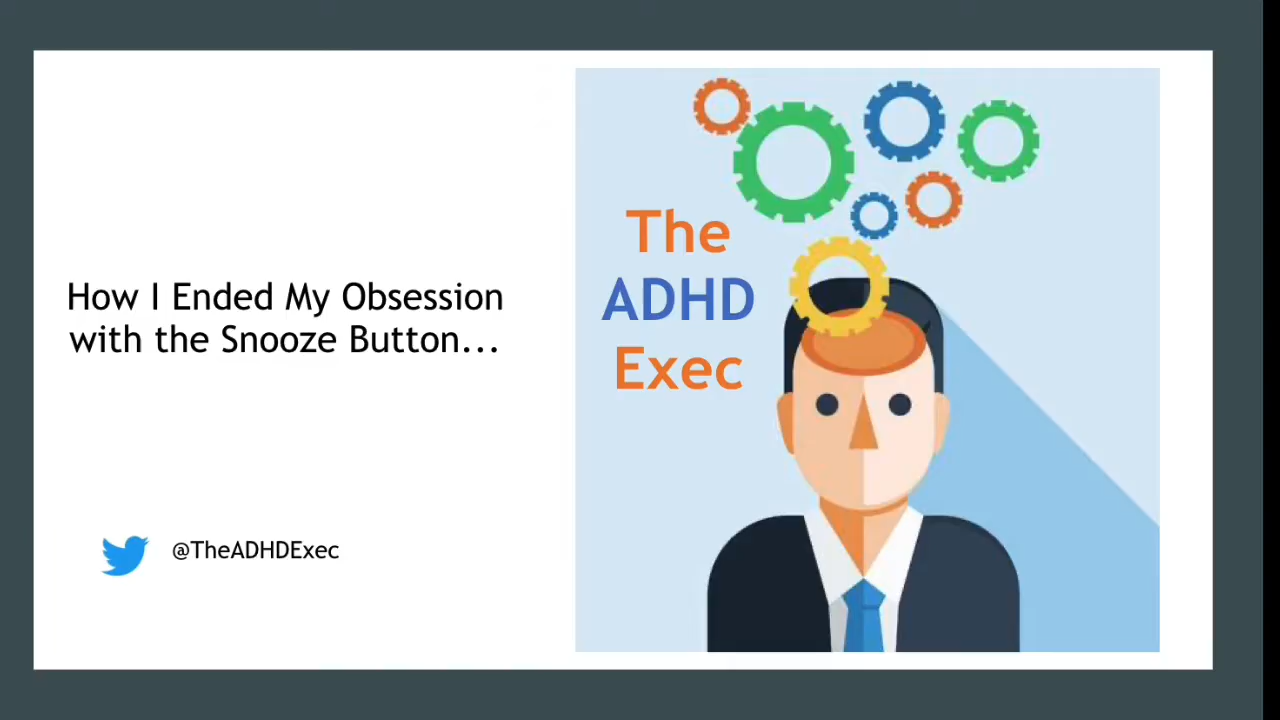 How I Ended My Obsession
with the Snooze Button...
@TheADHDExec
The
ADHD
Exec